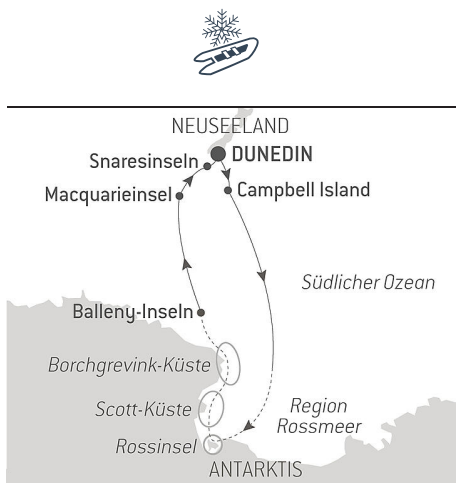 NEUSEELAND
DUNEDIN
Snaresinseln
Macquarieinsel
Campbell Island
Südlicher Ozean
Balleny-Inseln
Borchgrevink-Küste
Scott-Küste
Region
Rossmeer
Rossinsel
ANTARKTIS